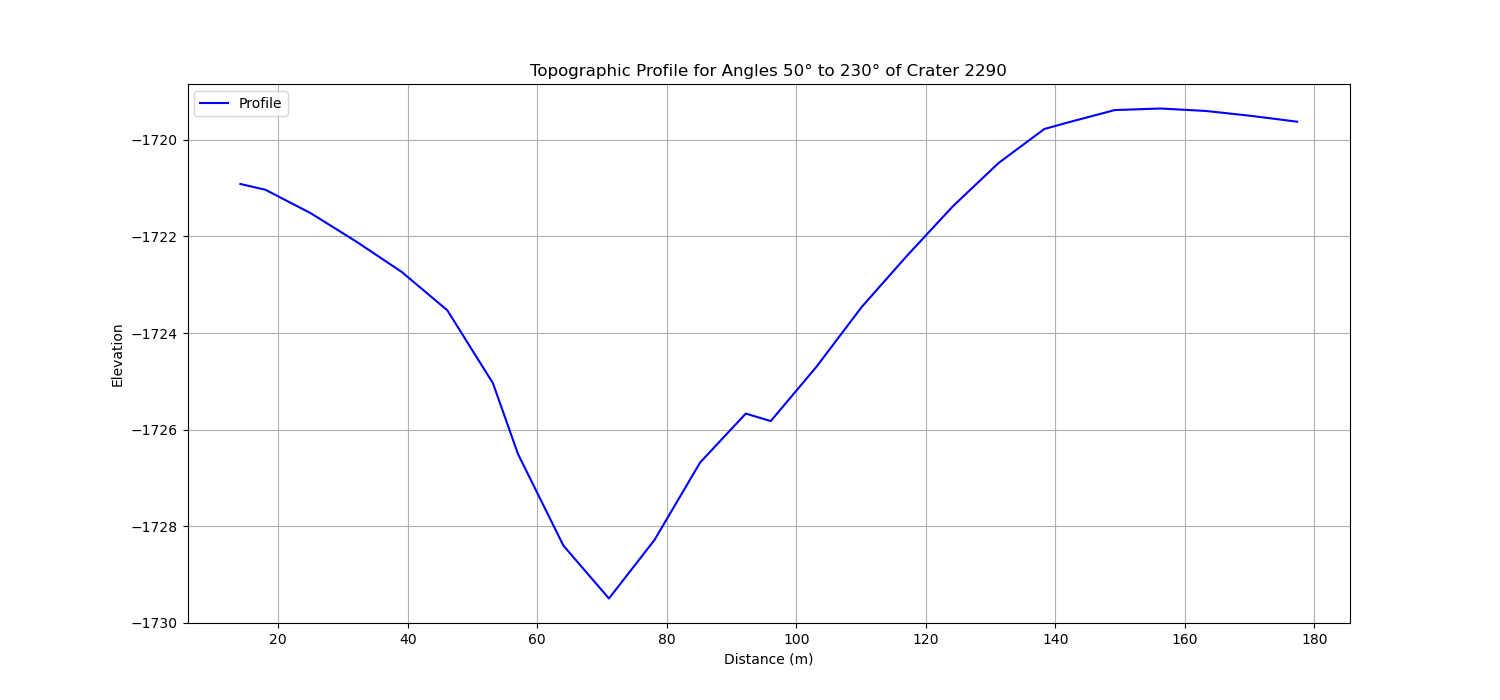 Topographic Profile for Angles 50° to 230° of Crater 2290
Profile
−1720
−1722
−1724
−1726
−1728
−1730
Elevation
20 40 60 80 100 120 140 160 180
Distance (m)